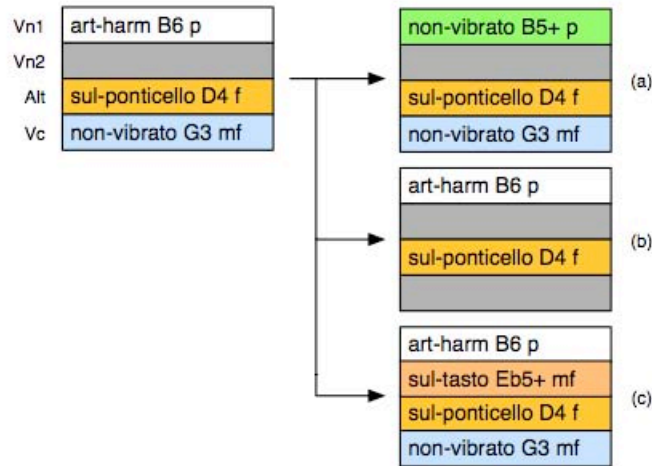 Vn1 art-harm B6 p
Vn2
Alt sul-ponticello D4 f
Vc non-vibrato G3 mf
non-vibrato B5+ p
(a)
sul-ponticello D4 f
non-vibrato G3 mf
art-harm B6 p
(b)
sul-ponticello D4 f
art-harm B6 p
sul-tasto Eb5+ mf
(c)
sul-ponticello D4 f
non-vibrato G3 mf